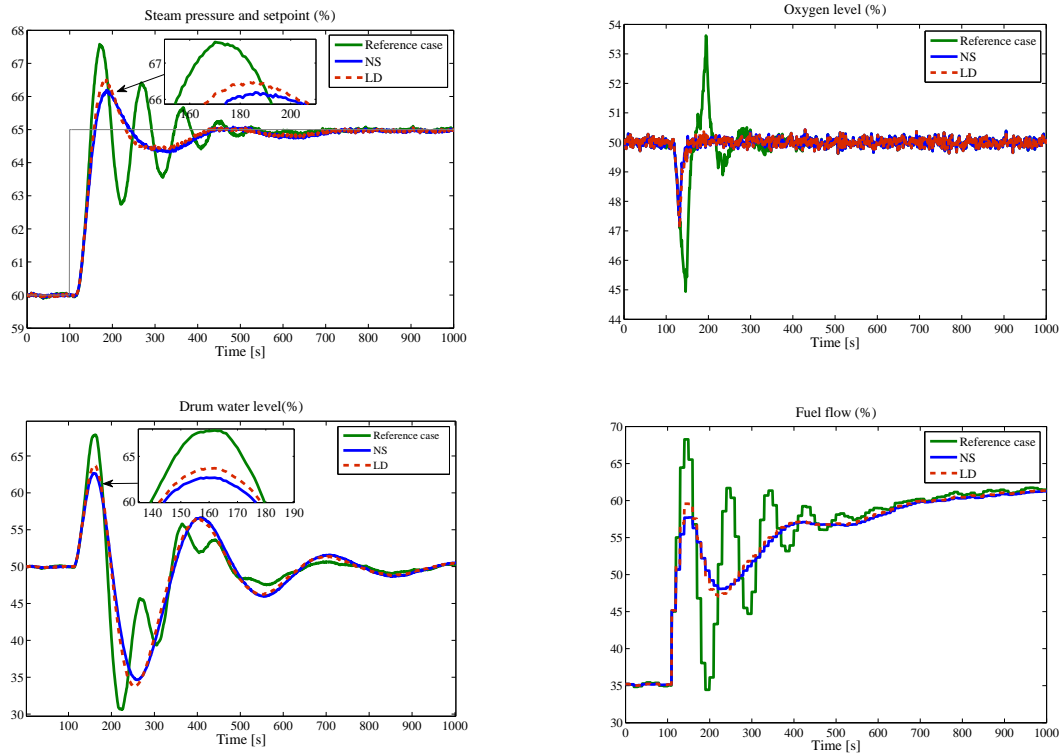 Steam pressure and setpoint (%)
68
67
66
65
64
63
62
61
60
59
0 100 200 300 400 500 600 700 800 900 1000
Time [s]
Reference case
NS
LD
67
66
160 180 200
Oxygen level (%)
54
53
52
51
50
49
48
47
46
45
44
0 100 200 300 400 500 600 700 800 900 1000
Time [s]
Reference case
NS
LD
Drum water level(%)
65
60
55
50
45
40
35
30
100 200 300 400 500 600 700 800 900 1000
Time [s]
Reference case
NS
LD
65
60
140 150 160 170 180 190
Fuel flow (%)
70
65
60
55
50
45
40
35
30
0 100 200 300 400 500 600 700 800 900 1000
Time [s]
Reference case
NS
LD